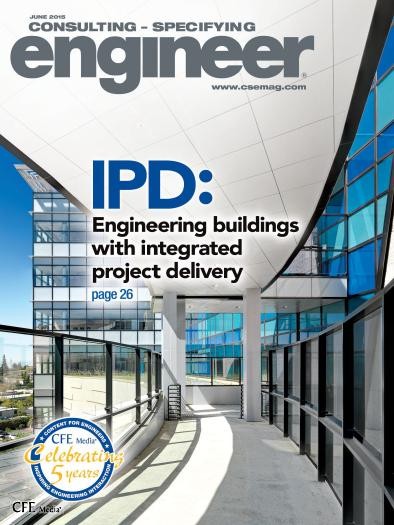 JUNE 2015
CONSULTING – SPECIFYING
engineer®
www.csemag.com
IPD:
Engineering buildings
with integrated
project delivery
page 26
CONTENT FOR ENGINEERS
CFE Media®
Celebrating
5 years
INSPIRING ENGINEERING INTERACTION
CFE Media®